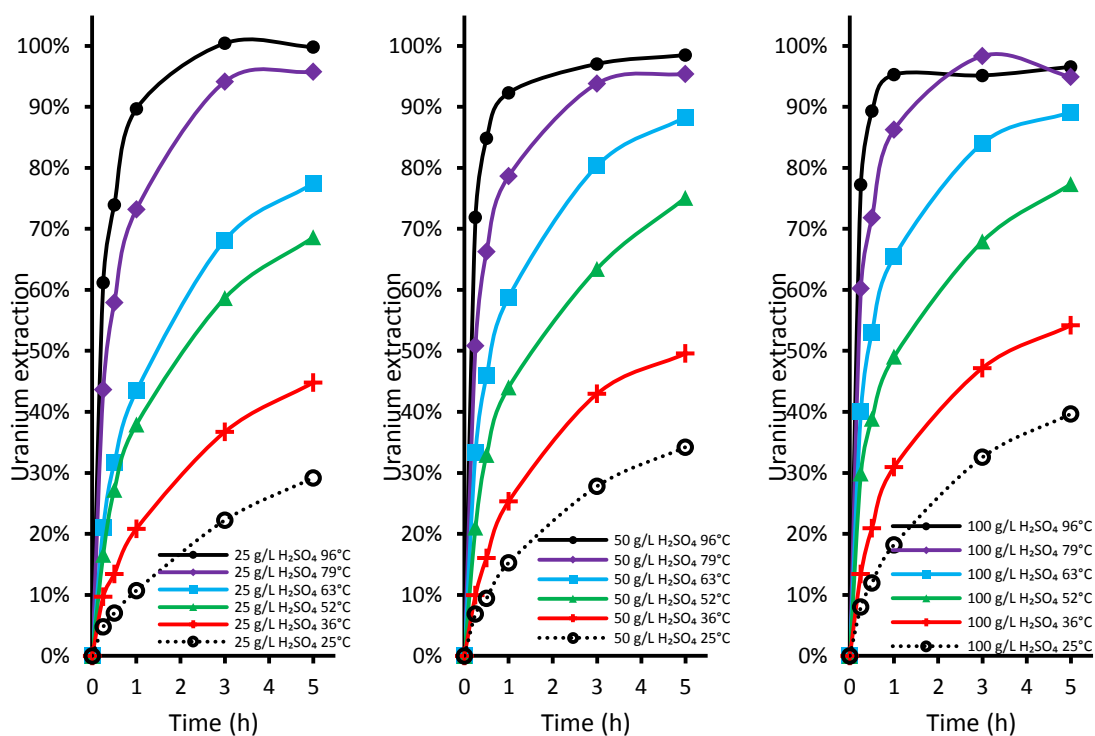 Uranium extraction
100%
90%
80%
70%
60%
50%
40%
30%
20%
10%
0%
25 g/L H₂SO₄ 96°C
25 g/L H₂SO₄ 79°C
25 g/L H₂SO₄ 63°C
25 g/L H₂SO₄ 52°C
25 g/L H₂SO₄ 36°C
25 g/L H₂SO₄ 25°C
0 1 2 3 4 5
Time (h)
Uranium extraction
100%
90%
80%
70%
60%
50%
40%
30%
20%
10%
0%
50 g/L H₂SO₄ 96°C
50 g/L H₂SO₄ 79°C
50 g/L H₂SO₄ 63°C
50 g/L H₂SO₄ 52°C
50 g/L H₂SO₄ 36°C
50 g/L H₂SO₄ 25°C
0 1 2 3 4 5
Time (h)
Uranium extraction
100%
90%
80%
70%
60%
50%
40%
30%
20%
10%
0%
100 g/L H₂SO₄ 96°C
100 g/L H₂SO₄ 79°C
100 g/L H₂SO₄ 63°C
100 g/L H₂SO₄ 52°C
100 g/L H₂SO₄ 36°C
100 g/L H₂SO₄ 25°C
0 1 2 3 4 5
Time (h)